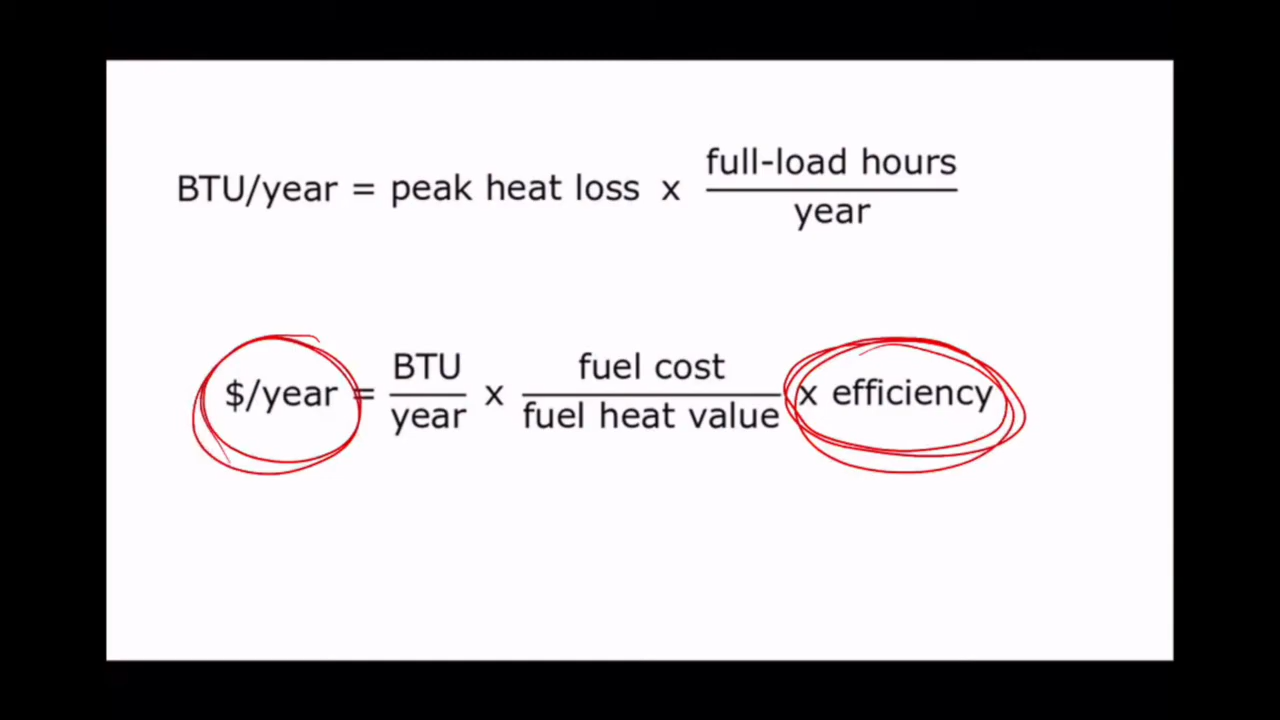 BTU/year = peak heat loss x full-load hours
year
$/year = BTU x fuel cost x efficiency
year fuel heat value